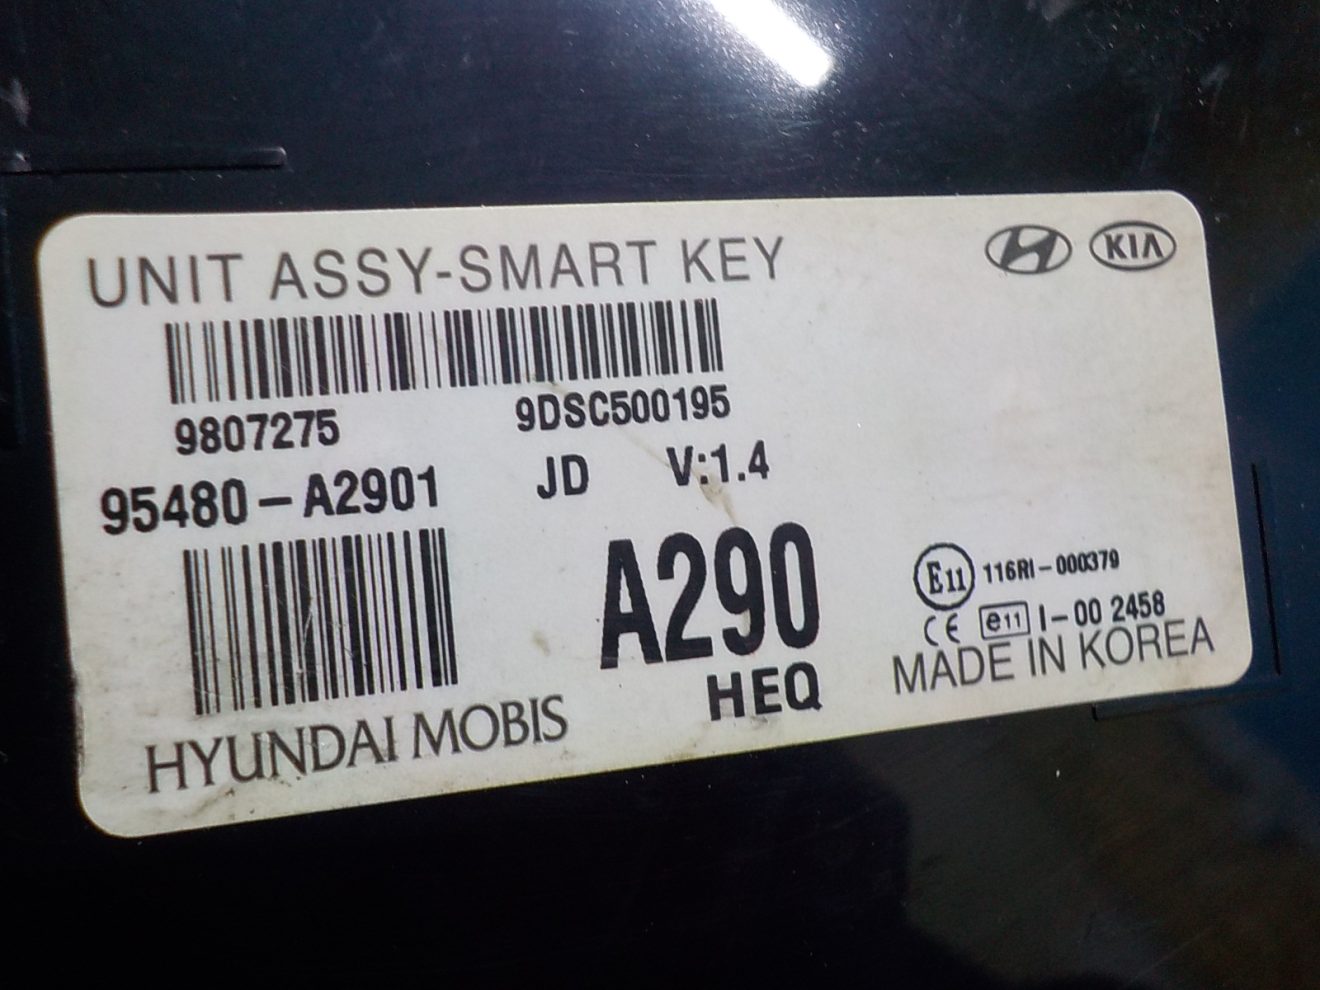 UNIT ASSY-SMART KEY
KIA
9807275 9DSC500195
95480-A2901 JD V:1.4
A290
HEQ
E11 116RI-000379
CE e11 I-00 2458
MADE IN KOREA
HYUNDAI MOBIS